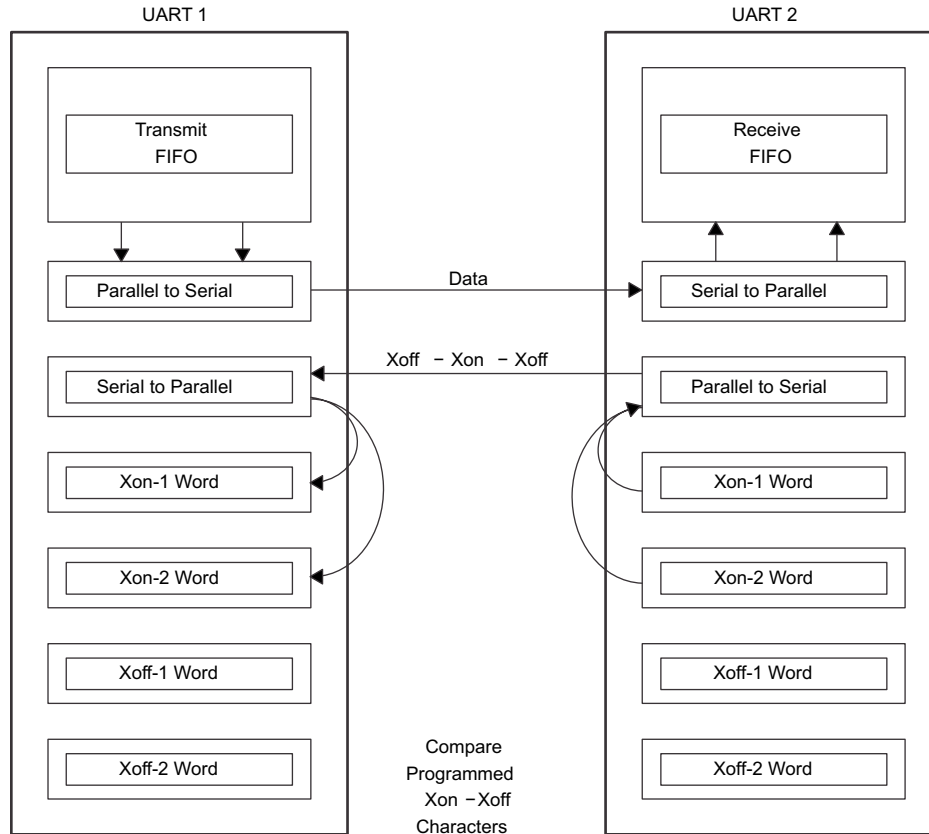 UART 1
UART 2
Transmit
FIFO
Receive
FIFO
Parallel to Serial
Data
Serial to Parallel
Xoff – Xon – Xoff
Serial to Parallel
Parallel to Serial
Xon-1 Word
Xon-1 Word
Xon-2 Word
Xon-2 Word
Xoff-1 Word
Xoff-1 Word
Xoff-2 Word
Xoff-2 Word
Compare
Programmed
Xon –Xoff
Characters